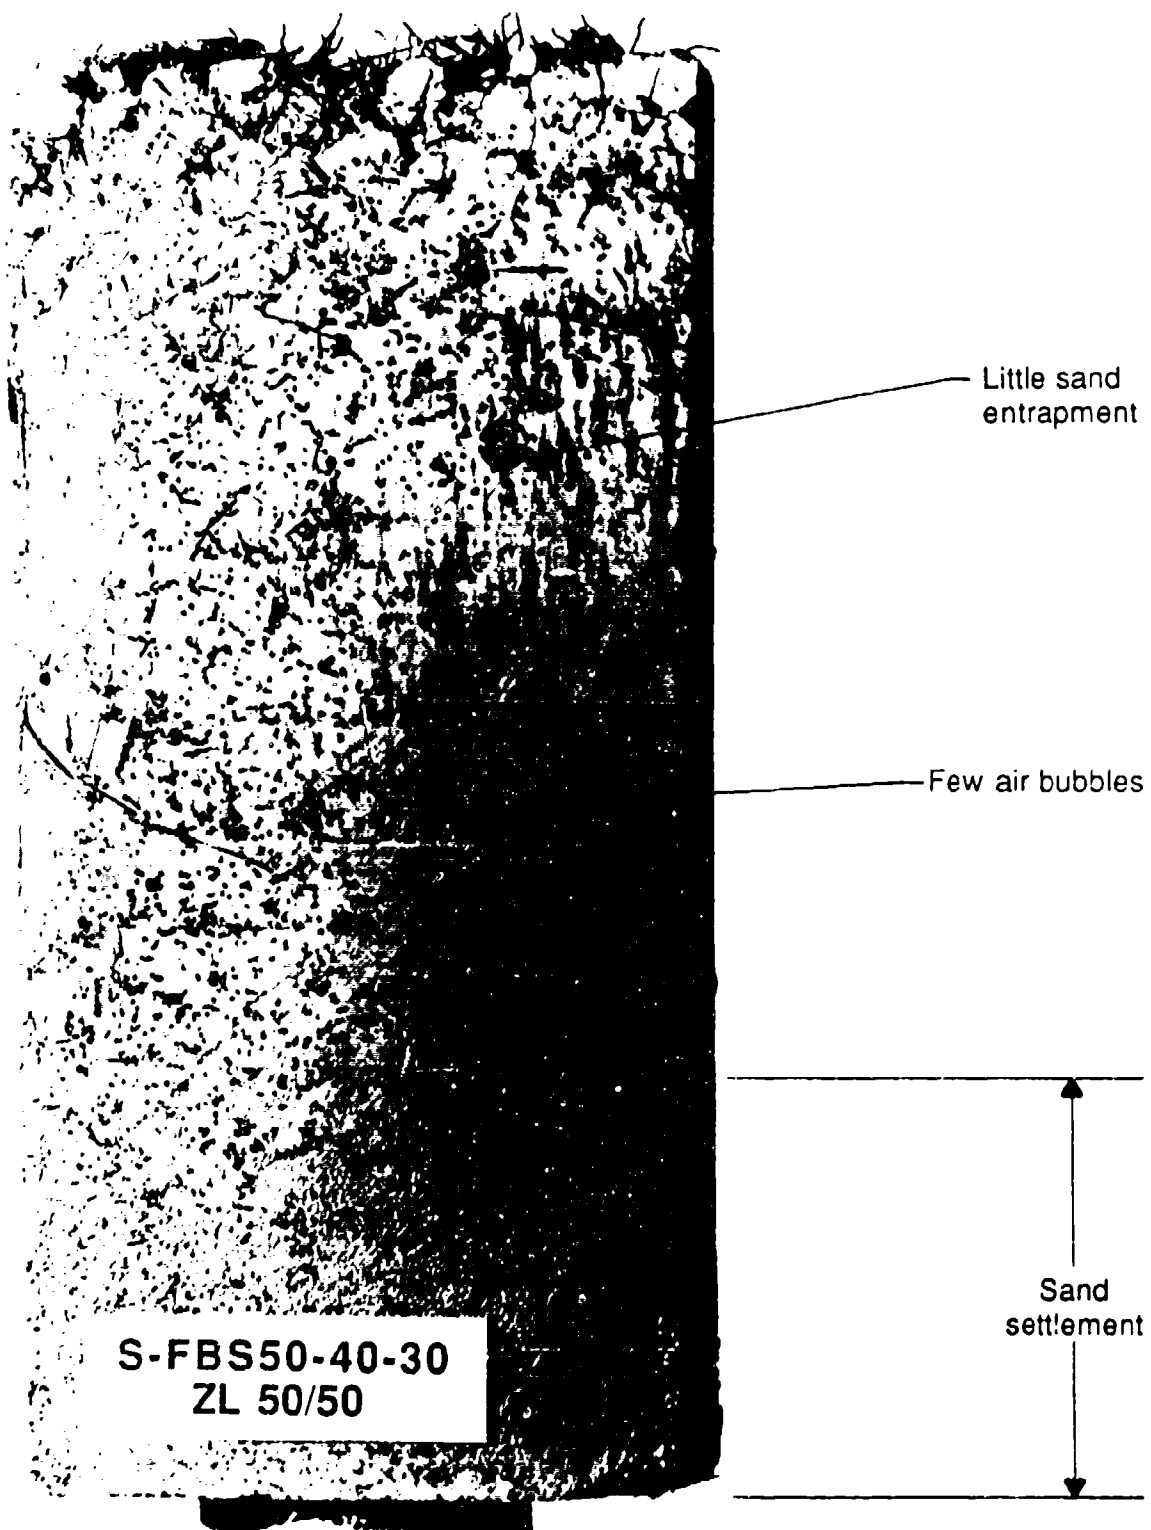 Little sand
entrapment
Few air bubbles
Sand
settlement
S-FBS50-40-30
ZL 50/50